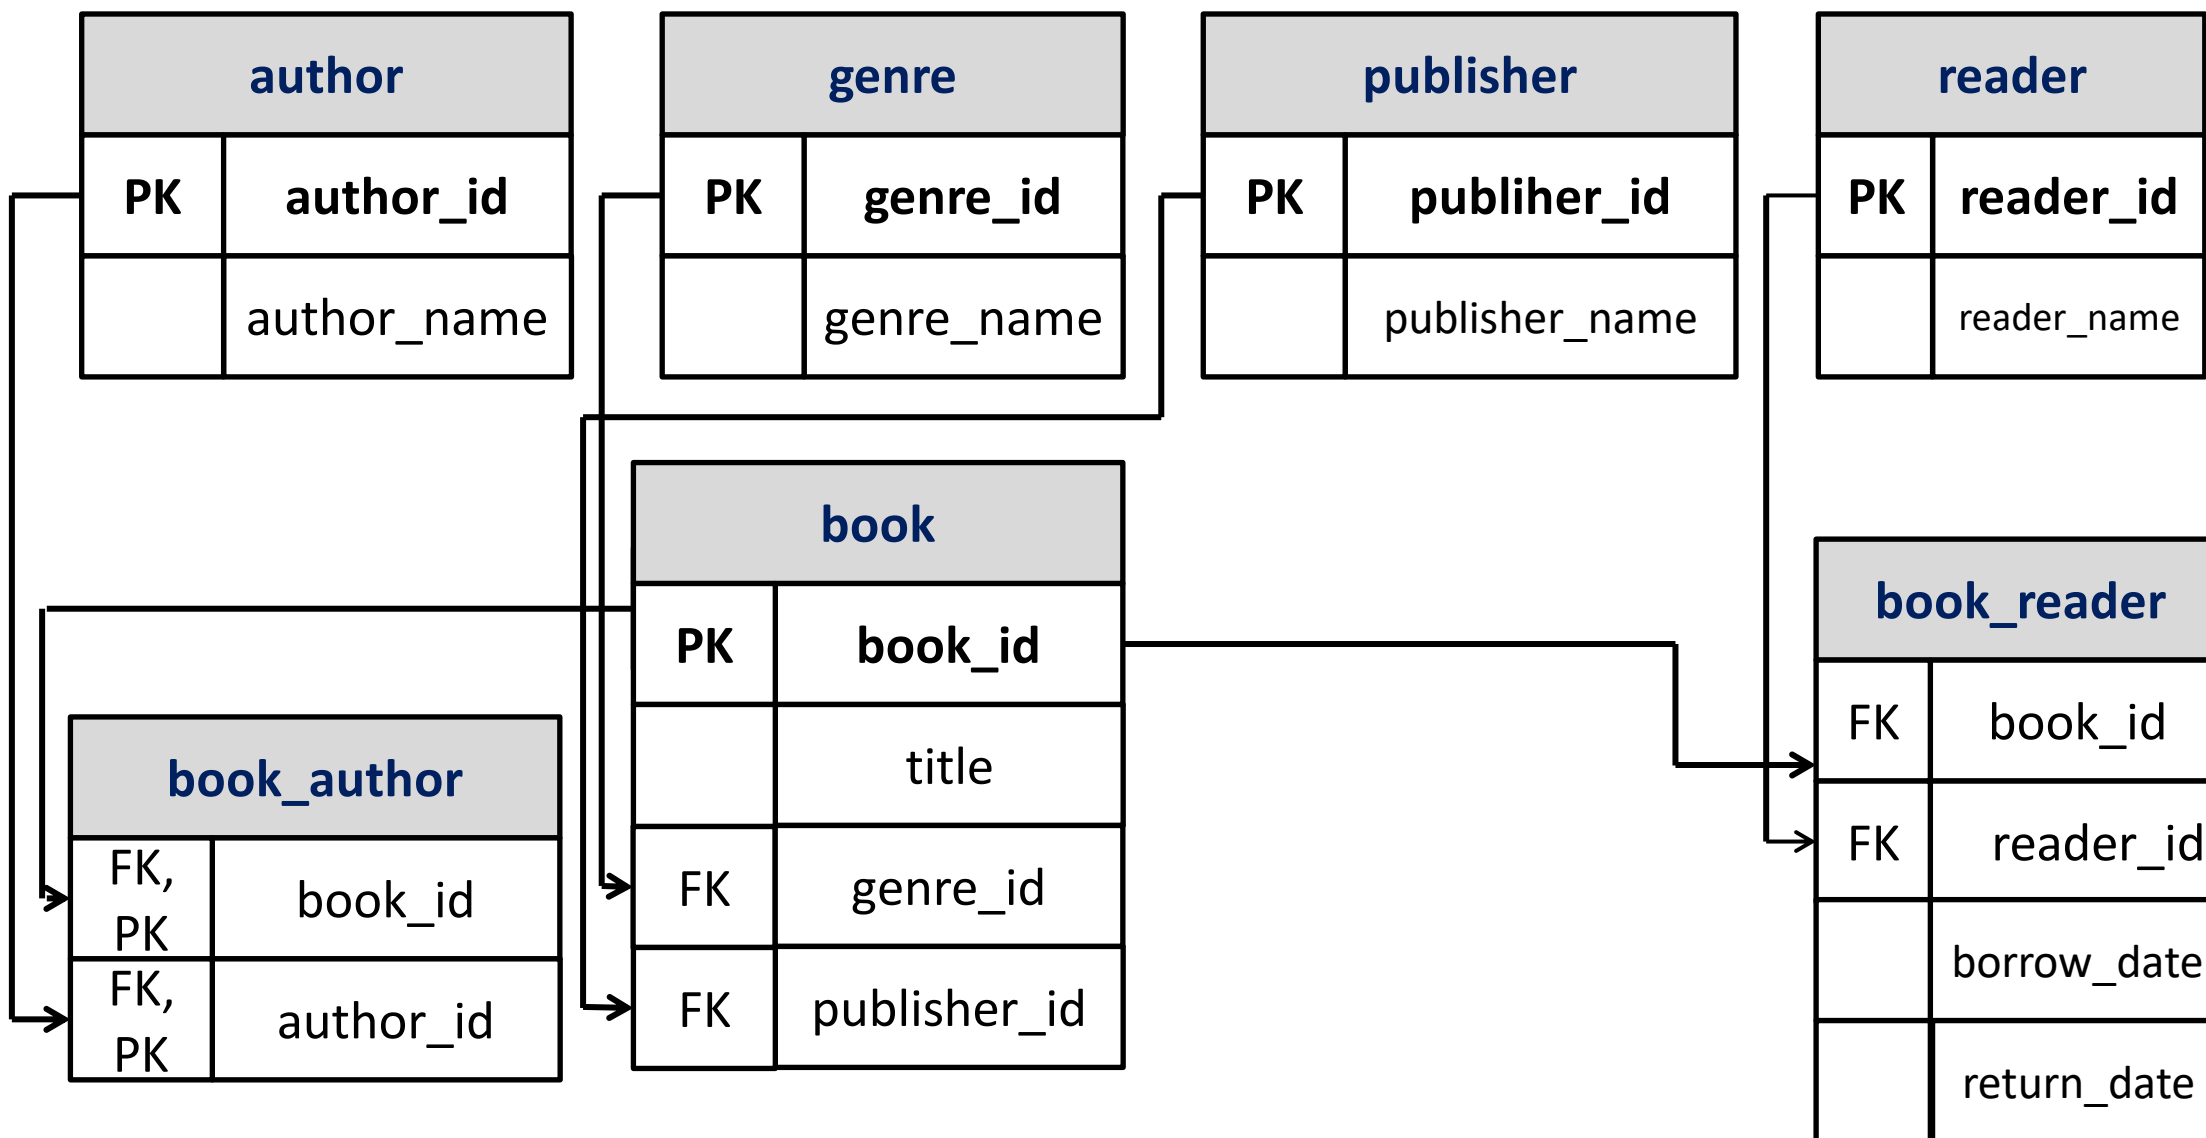 author
PK author_id
author_name
genre
PK genre_id
genre_name
publisher
PK publiher_id
publisher_name
reader
PK reader_id
reader_name
book
PK book_id
title
FK genre_id
FK publisher_id
book_author
FK,
PK book_id
FK,
PK author_id
book_reader
FK book_id
FK reader_id
borrow_date
return_date